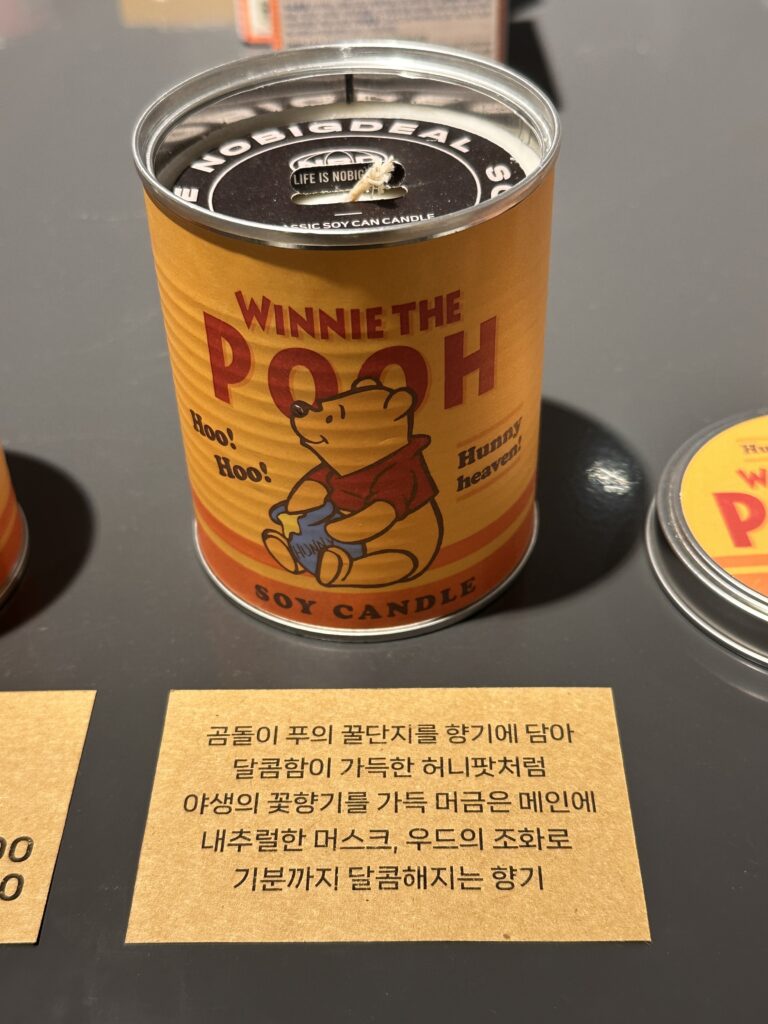 NOBIGDEAL
LIFE IS NOBIG
SSIC SOY CAN CANDLE
WINNIE THE
POOH
Hoo!
Hoo!
Hunny
heaven!
HUNNY
SOY CANDLE
곰돌이 푸의 꿀단지를 향기에 담아
달콤함이 가득한 허니팟처럼
야생의 꽃향기를 가득 머금은 메인에
내추럴한 머스크, 우드의 조화로
기분까지 달콤해지는 향기